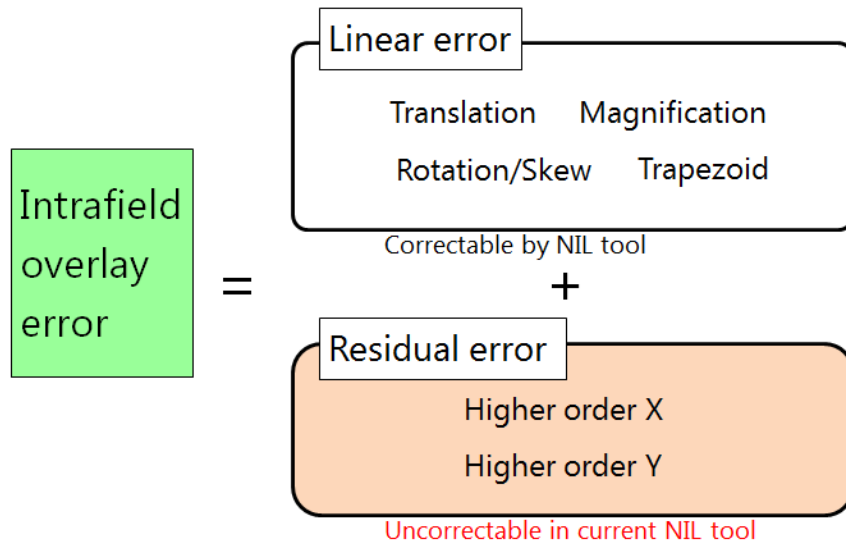 Intrafield
overlay
error
=
Linear error
Translation Magnification
Rotation/Skew Trapezoid
Correctable by NIL tool
+
Residual error
Higher order X
Higher order Y
Uncorrectable in current NIL tool